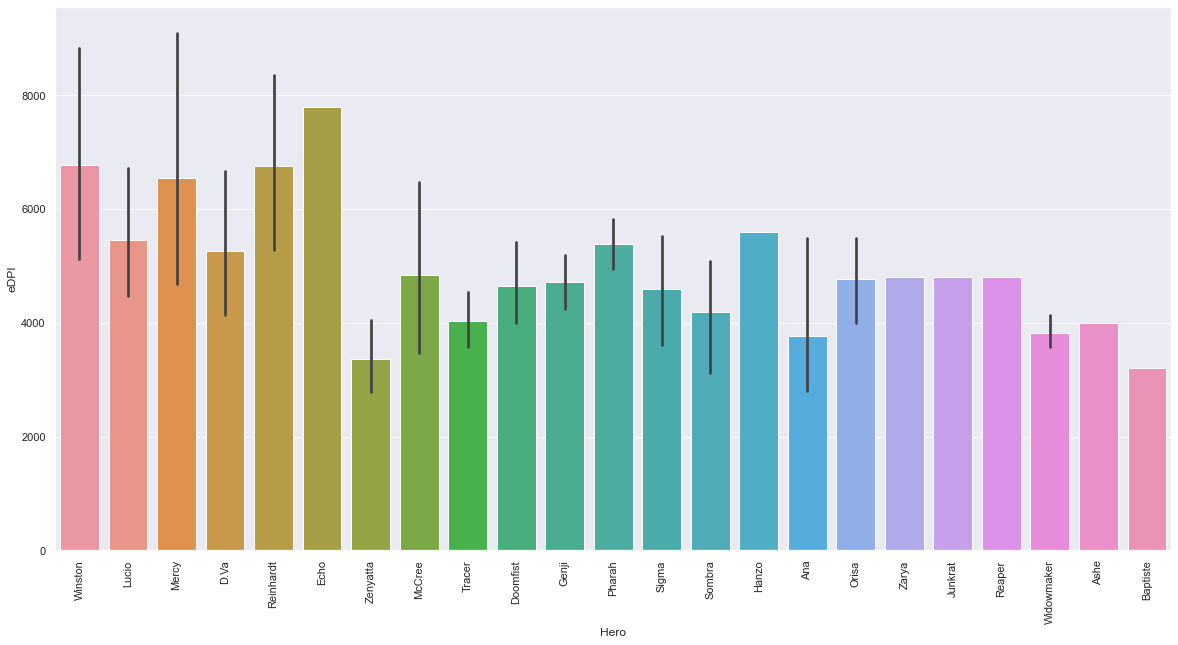 8000
6000
4000
2000
0
eDPI
Winston
Lucio
Mercy
D.Va
Reinhardt
Echo
Zenyatta
McCree
Tracer
Doomfist
Genji
Pharah
Sigma
Sombra
Hanzo
Ana
Orisa
Zarya
Junkrat
Reaper
Widowmaker
Ashe
Baptiste
Hero